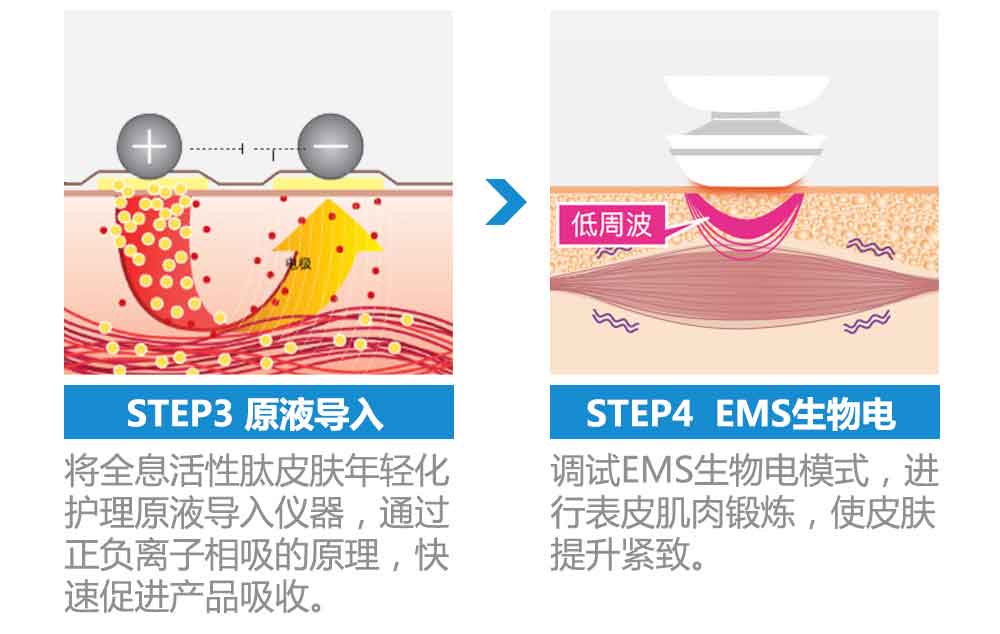 电极
STEP3 原液导入
将全息活性肽皮肤年轻化
护理原液导入仪器，通过
正负离子相吸的原理，快
速促进产品吸收。
低周波
STEP4 EMS生物电
调试EMS生物电模式，进
行表皮肌肉锻炼，使皮肤
提升紧致。